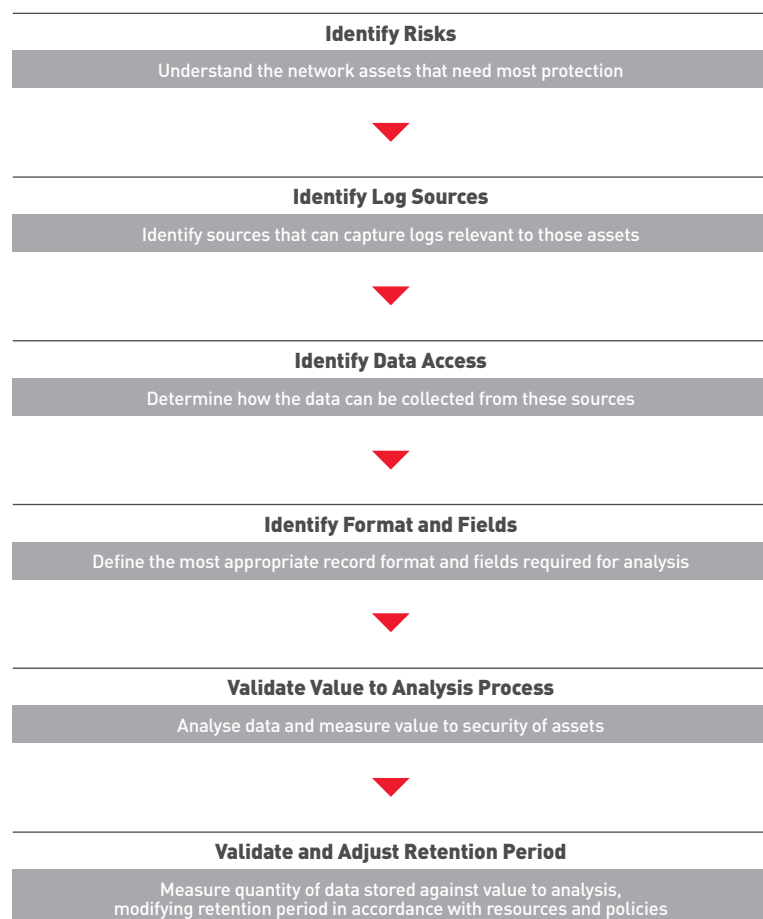 Identify Risks
Understand the network assets that need most protection
Identify Log Sources
Identify sources that can capture logs relevant to those assets
Identify Data Access
Determine how the data can be collected from these sources
Identify Format and Fields
Define the most appropriate record format and fields required for analysis
Validate Value to Analysis Process
Analyse data and measure value to security of assets
Validate and Adjust Retention Period
Measure quantity of data stored against value to analysis,
modifying retention period in accordance with resources and policies